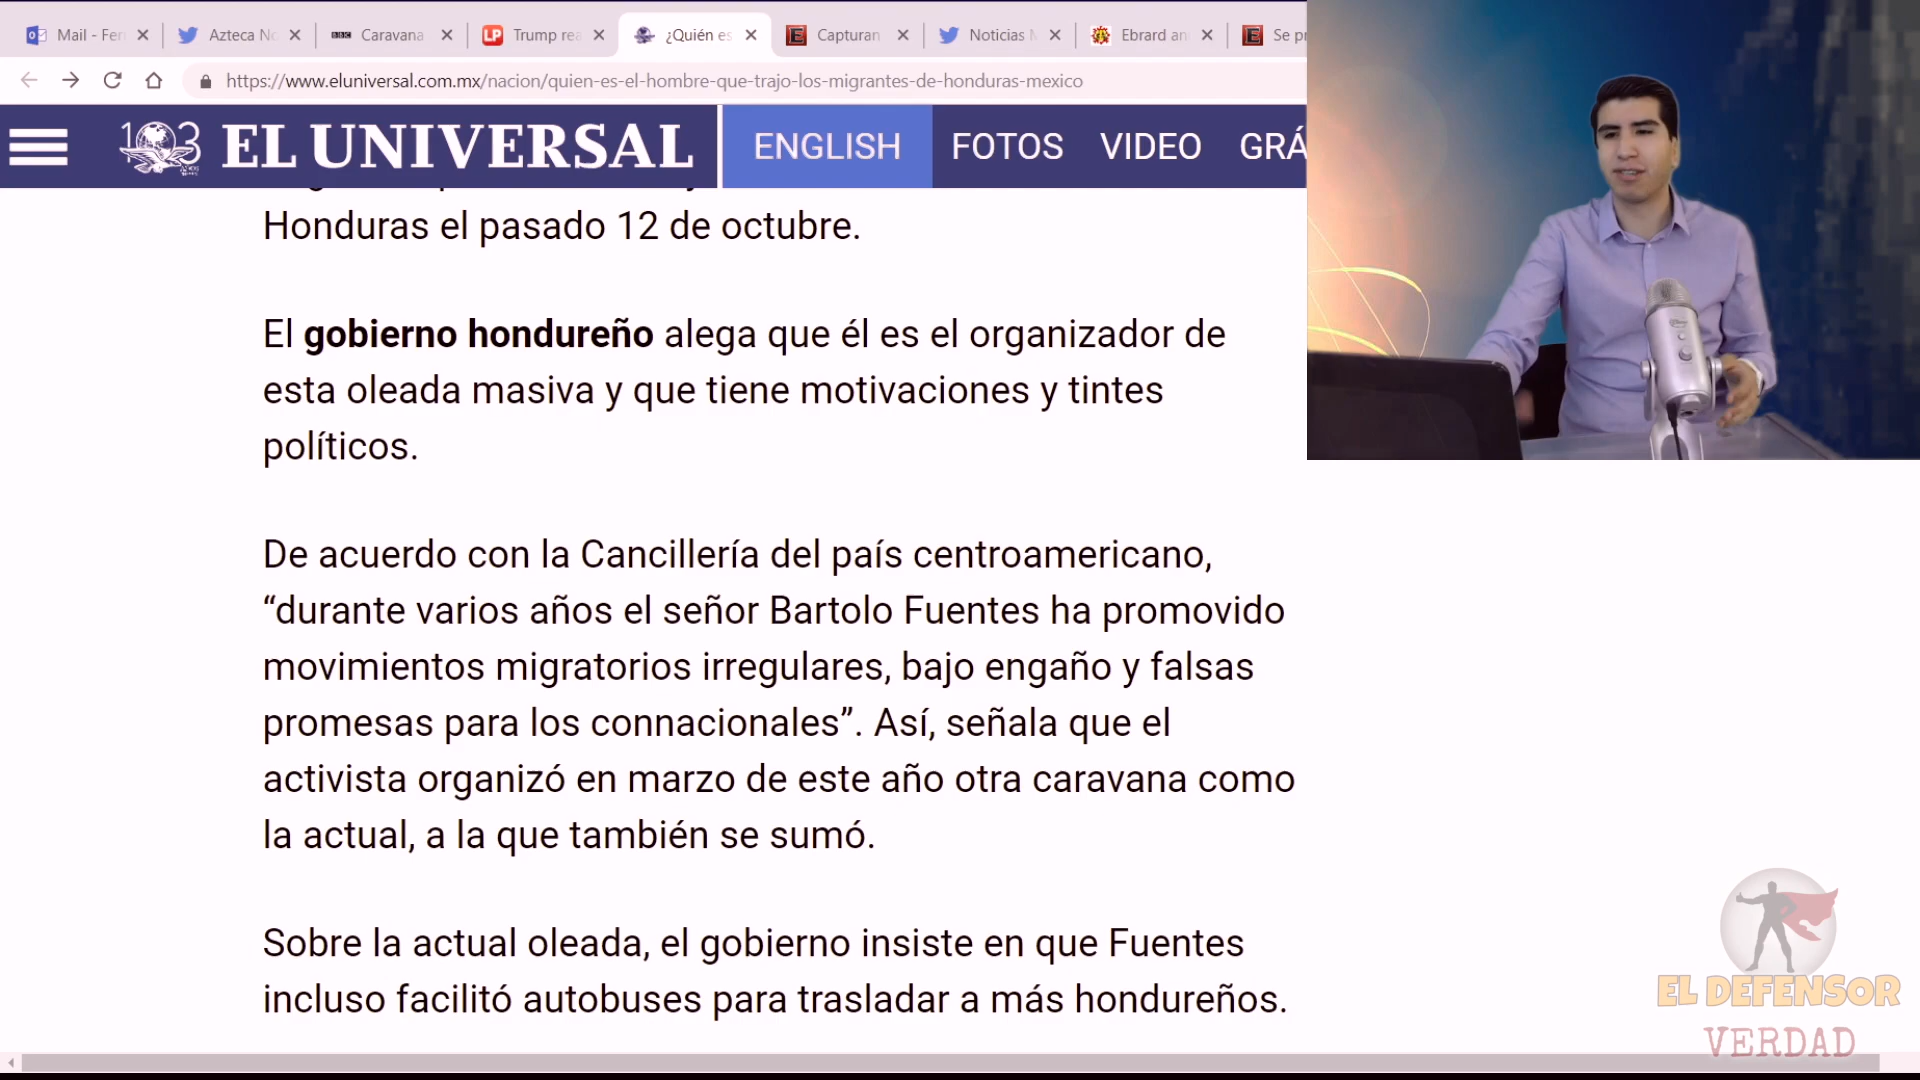 Mail - Fer
Azteca No
BBC Caravana
LP Trump rea
¿Quién es
E Capturan
Noticias M
Ebrard an
E Se pr
https://www.eluniversal.com.mx/nacion/quien-es-el-hombre-que-trajo-los-migrantes-de-honduras-mexico
103 EL UNIVERSAL ENGLISH FOTOS VIDEO GRÁ
Honduras el pasado 12 de octubre.
El gobierno hondureño alega que él es el organizador de
esta oleada masiva y que tiene motivaciones y tintes
políticos.
De acuerdo con la Cancillería del país centroamericano,
“durante varios años el señor Bartolo Fuentes ha promovido
movimientos migratorios irregulares, bajo engaño y falsas
promesas para los connacionales”. Así, señala que el
activista organizó en marzo de este año otra caravana como
la actual, a la que también se sumó.
Sobre la actual oleada, el gobierno insiste en que Fuentes
incluso facilitó autobuses para trasladar a más hondureños.
EL DEFENSOR
VERDAD